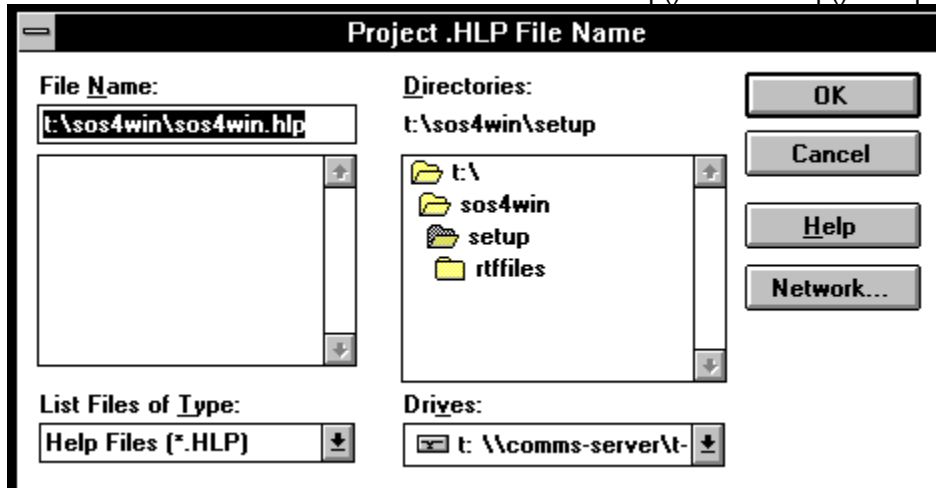 Project .HLP File Name
File Name:
t:\sos4win\sos4win.hlp
Directories:
t:\sos4win\setup
t:\
sos4win
setup
rtffiles
OK
Cancel
Help
Network...
List Files of Type:
Help Files (*.HLP)
Drives:
t: \\comms-server\t-